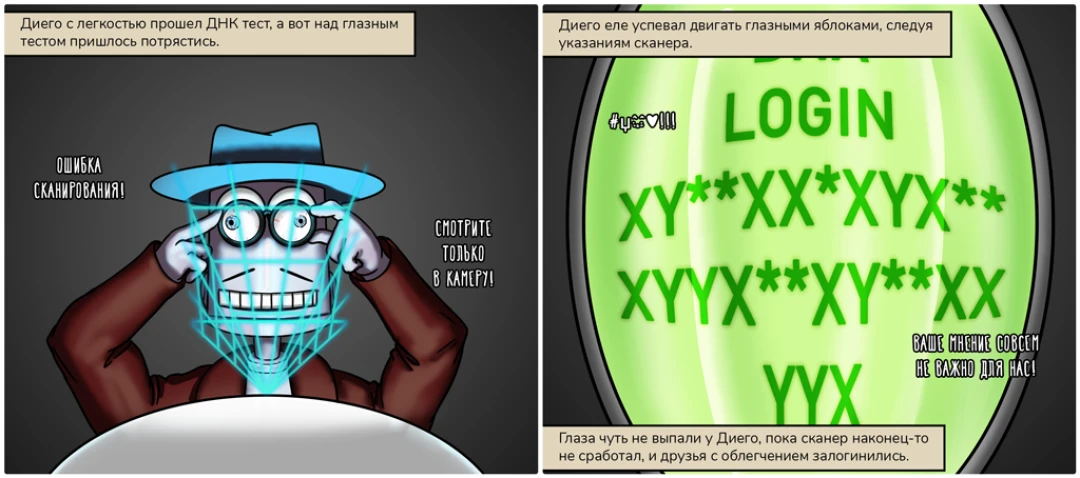 Диего с легкостью прошел ДНК тест, а вот над глазным
тестом пришлось потрястись.
ОШИБКА
СКАНИРОВАНИЯ!
СМОТРИТЕ
ТОЛЬКО
В КАМЕРУ!
Диего еле успевал двигать глазными яблоками, следуя
указаниям сканера.
LOGIN
XY**XX*XYX**
XYYX**XY**XX
YYX
ВАШЕ МНЕНИЕ СОВСЕМ
НЕ ВАЖНО ДЛЯ НАС!
Глаза чуть не выпали у Диего, пока сканер наконец-то
не сработал, и друзья с облегчением залогинились.